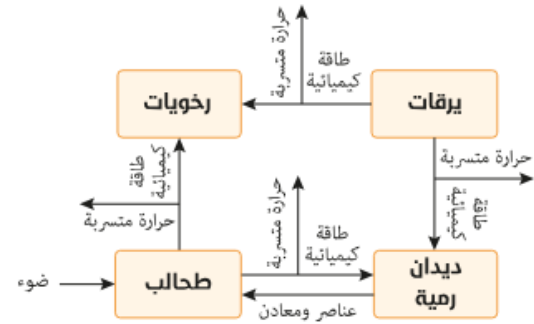 حرارة متسربة
طاقة
كيميائية
يرقات
رخويات
حرارة متسربة
طاقة
كيميائية
طاقة
كيميائية
حرارة متسربة
حرارة متسربة
طاقة
كيميائية
ديدان
رمية
طحالب
ضوء
عناصر ومعادن